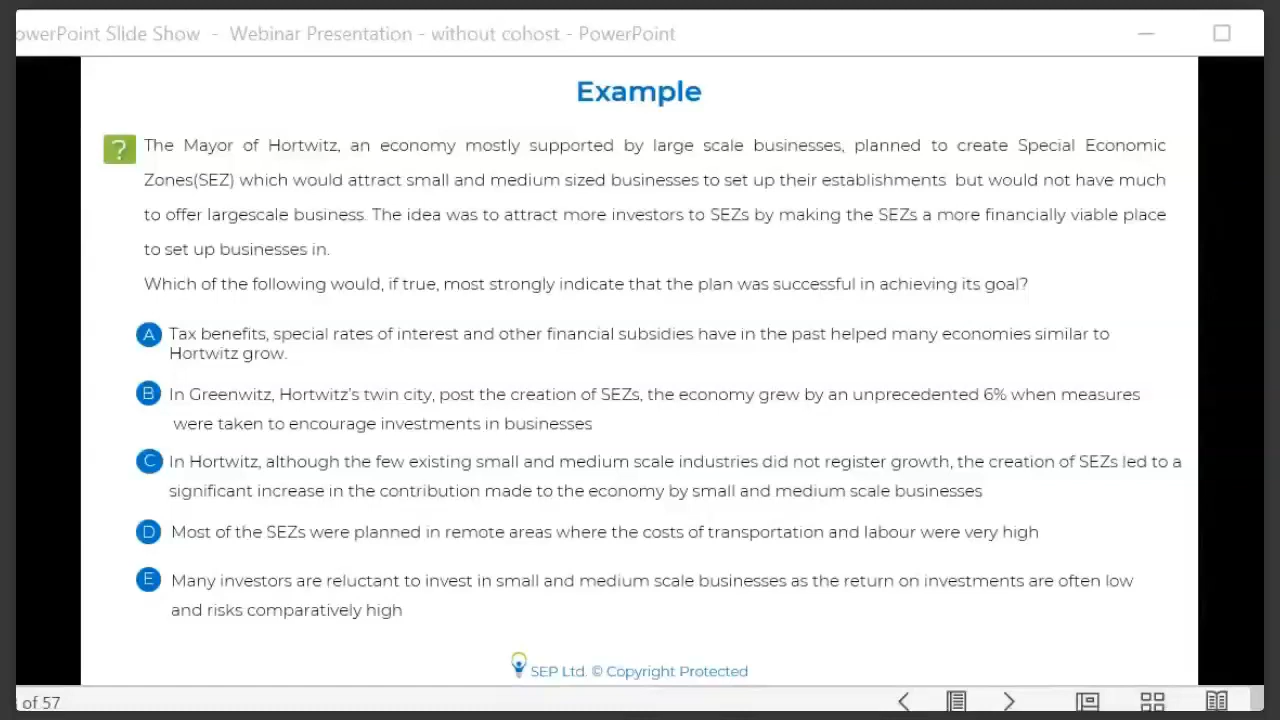 owerPoint Slide Show - Webinar Presentation - without cohost - PowerPoint
Example
?
The Mayor of Hortwitz, an economy mostly supported by large scale businesses, planned to create Special Economic
Zones(SEZ) which would attract small and medium sized businesses to set up their establishments but would not have much
to offer largescale business. The idea was to attract more investors to SEZs by making the SEZs a more financially viable place
to set up businesses in.
Which of the following would, if true, most strongly indicate that the plan was successful in achieving its goal?
A Tax benefits, special rates of interest and other financial subsidies have in the past helped many economies similar to
Hortwitz grow.
B In Greenwitz, Hortwitz's twin city, post the creation of SEZs, the economy grew by an unprecedented 6% when measures
were taken to encourage investments in businesses
C In Hortwitz, although the few existing small and medium scale industries did not register growth, the creation of SEZs led to a
significant increase in the contribution made to the economy by small and medium scale businesses
D Most of the SEZs were planned in remote areas where the costs of transportation and labour were very high
E Many investors are reluctant to invest in small and medium scale businesses as the return on investments are often low
and risks comparatively high
SEP Ltd. © Copyright Protected
of 57